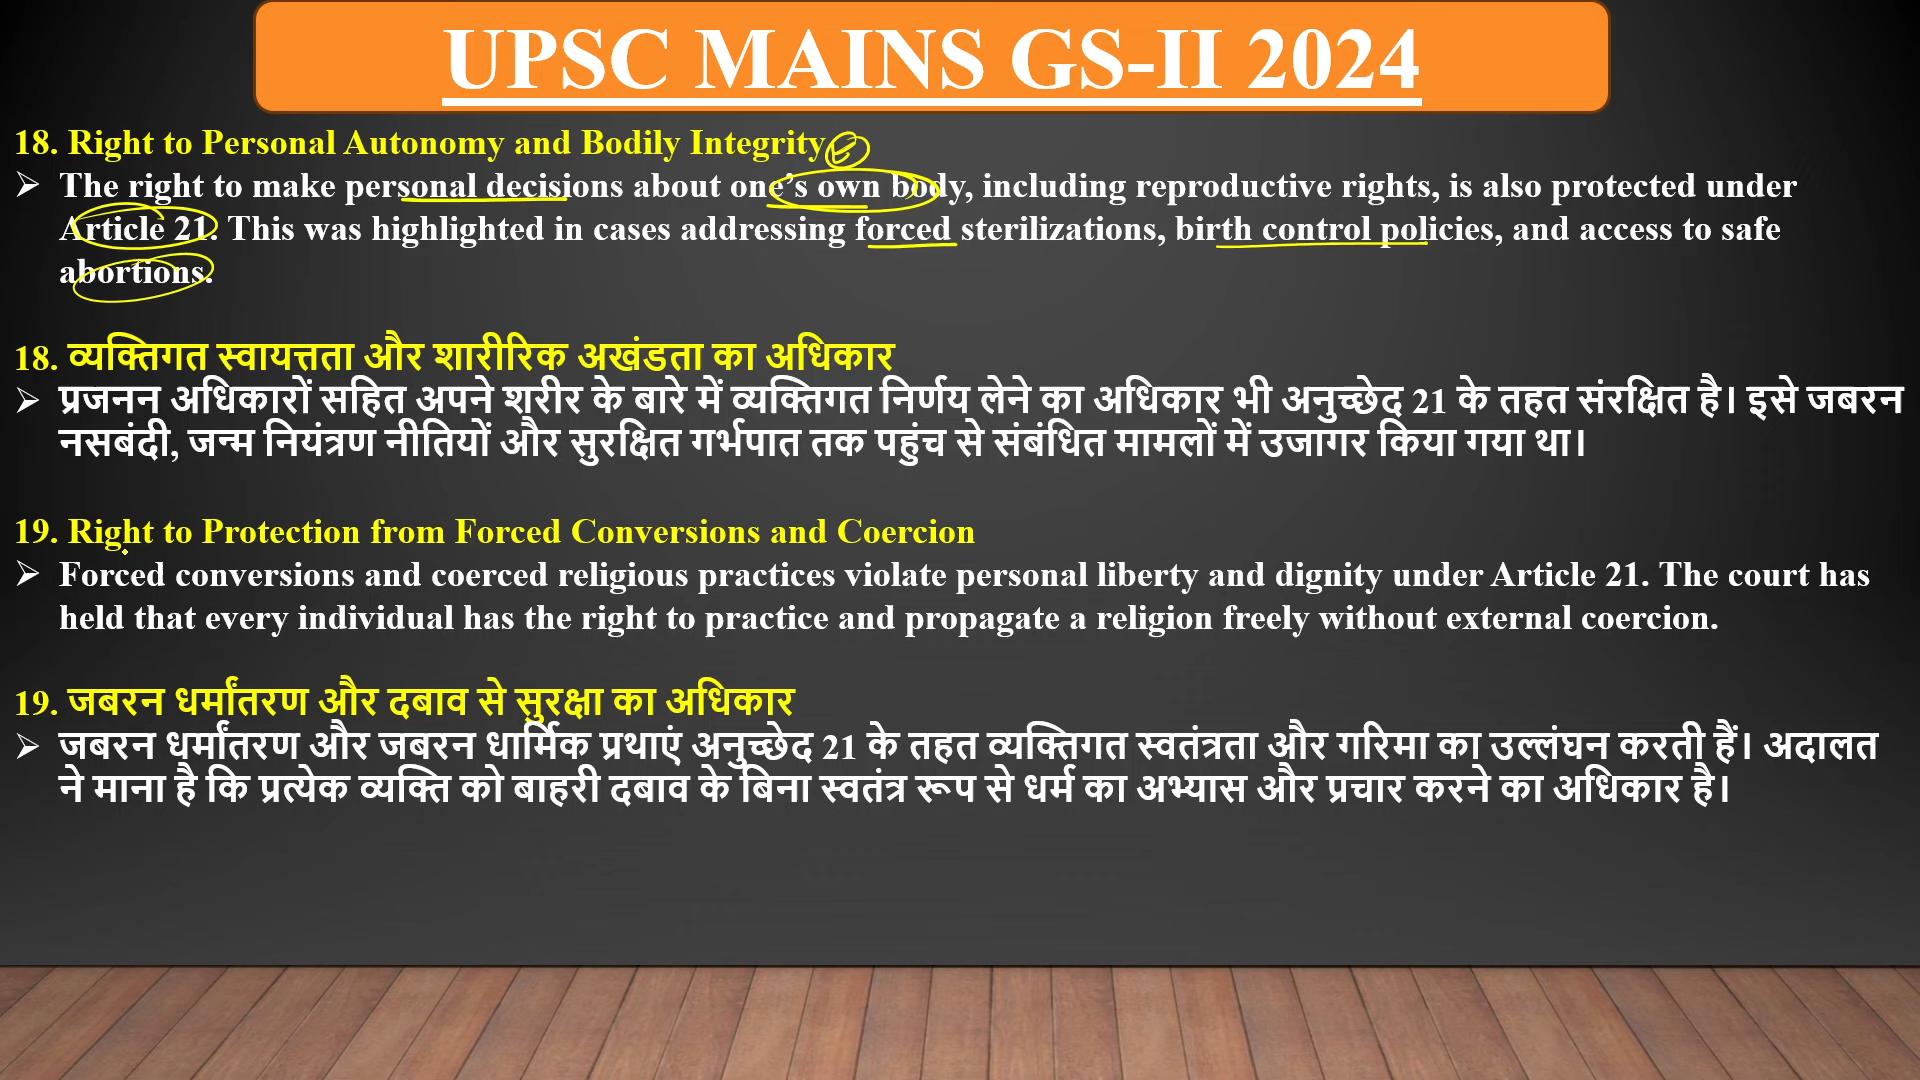 UPSC MAINS GS-II 2024
18. Right to Personal Autonomy and Bodily Integrity
➢ The right to make personal decisions about one’s own body, including reproductive rights, is also protected under
Article 21. This was highlighted in cases addressing forced sterilizations, birth control policies, and access to safe
abortions.
18. व्यक्तिगत स्वायत्तता और शारीरिक अखंडता का अधिकार
➢ प्रजनन अधिकारों सहित अपने शरीर के बारे में व्यक्तिगत निर्णय लेने का अधिकार भी अनुच्छेद 21 के तहत संरक्षित है। इसे जबरन
नसबंदी, जन्म नियंत्रण नीतियों और सुरक्षित गर्भपात तक पहुंच से संबंधित मामलों में उजागर किया गया था।
19. Right to Protection from Forced Conversions and Coercion
➢ Forced conversions and coerced religious practices violate personal liberty and dignity under Article 21. The court has
held that every individual has the right to practice and propagate a religion freely without external coercion.
19. जबरन धर्मांतरण और दबाव से सुरक्षा का अधिकार
➢ जबरन धर्मांतरण और जबरन धार्मिक प्रथाएं अनुच्छेद 21 के तहत व्यक्तिगत स्वतंत्रता और गरिमा का उल्लंघन करती हैं। अदालत
ने माना है कि प्रत्येक व्यक्ति को बाहरी दबाव के बिना स्वतंत्र रूप से धर्म का अभ्यास और प्रचार करने का अधिकार है।